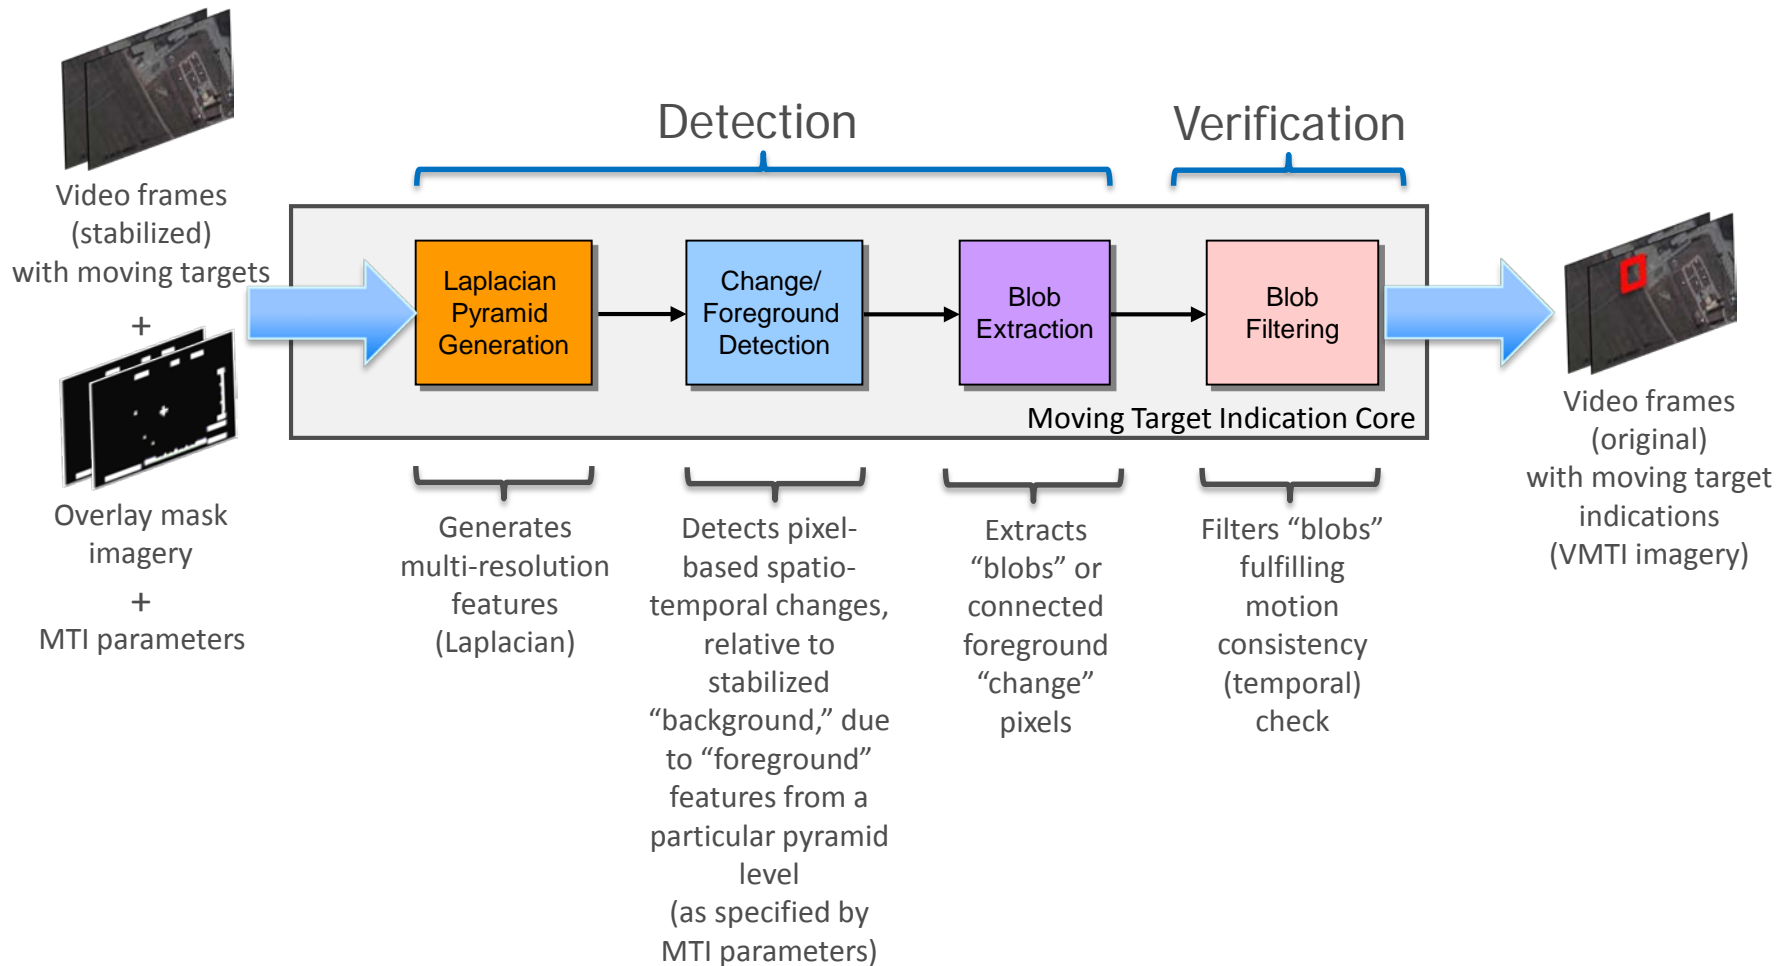 Detection
Verification
Video frames
(stabilized)
with moving targets
+
Overlay mask
imagery
+
MTI parameters
Laplacian
Pyramid
Generation
Change/
Foreground
Detection
Blob
Extraction
Blob
Filtering
Moving Target Indication Core
Generates
multi-resolution
features
(Laplacian)
Detects pixel-
based spatio-
temporal changes,
relative to
stabilized
“background,” due
to “foreground”
features from a
particular pyramid
level
(as specified by
MTI parameters)
Extracts
“blobs” or
connected
foreground
“change”
pixels
Filters “blobs”
fulfilling
motion
consistency
(temporal)
check
Video frames
(original)
with moving target
indications
(VMTI imagery)